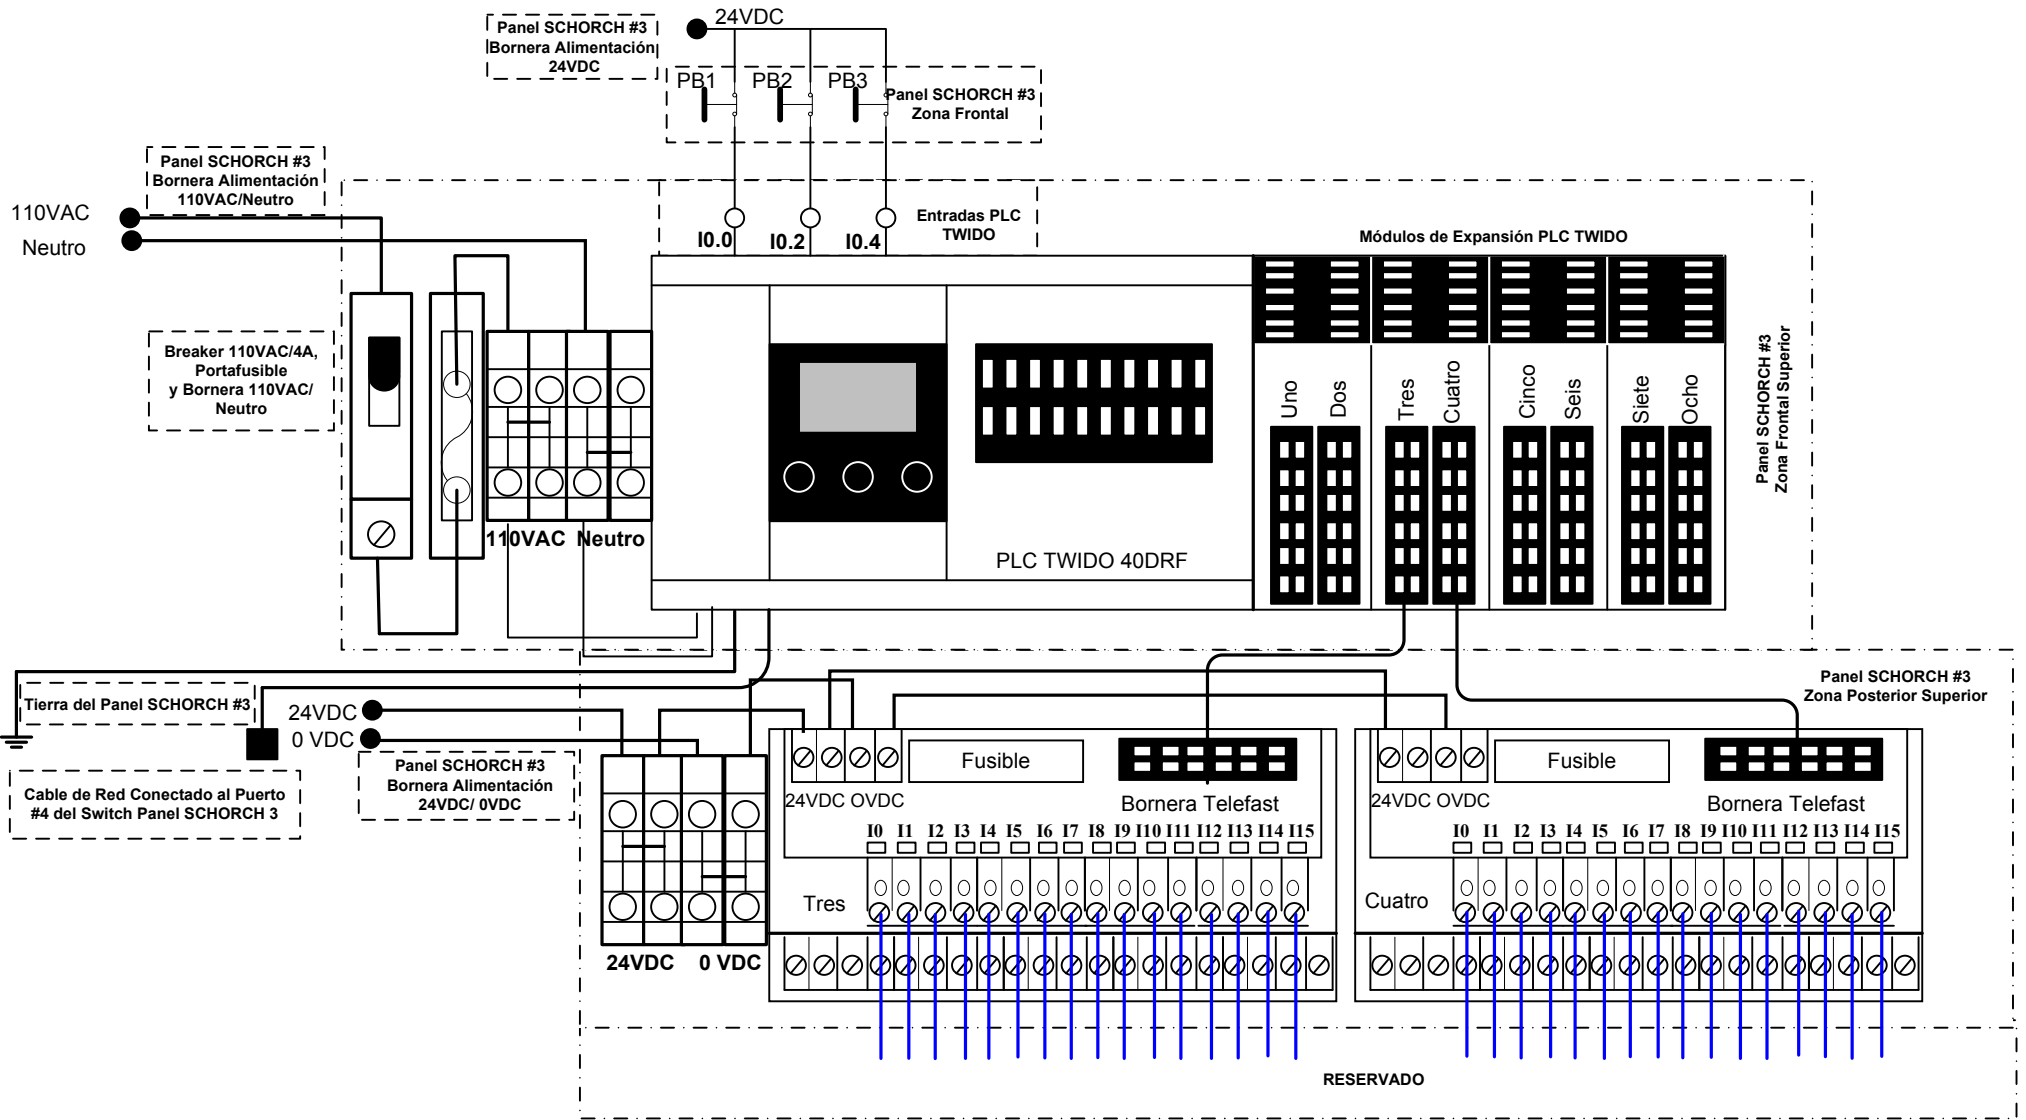 Panel SCHORCH #3
Bornera Alimentación
24VDC
24VDC
PB1
PB2
PB3
Panel SCHORCH #3
Zona Frontal
Panel SCHORCH #3
Bornera Alimentación
110VAC/Neutro
110VAC
Neutro
I0.0
I0.2
I0.4
Entradas PLC
TWIDO
Módulos de Expansión PLC TWIDO
Breaker 110VAC/4A,
Portafusible
y Bornera 110VAC/
Neutro
110VAC
Neutro
PLC TWIDO 40DRF
Uno
Dos
Tres
Cuatro
Cinco
Seis
Siete
Ocho
Panel SCHORCH #3
Zona Frontal Superior
Panel SCHORCH #3
Zona Posterior Superior
Tierra del Panel SCHORCH #3
24VDC
0 VDC
Panel SCHORCH #3
Bornera Alimentación
24VDC/ 0VDC
Cable de Red Conectado al Puerto
#4 del Switch Panel SCHORCH 3
24VDC
0 VDC
Fusible
24VDC OVDC
Bornera Telefast
I0 I1 I2 I3 I4 I5 I6 I7 I8 I9 I10 I11 I12 I13 I14 I15
Tres
Fusible
24VDC OVDC
Bornera Telefast
I0 I1 I2 I3 I4 I5 I6 I7 I8 I9 I10 I11 I12 I13 I14 I15
Cuatro
RESERVADO